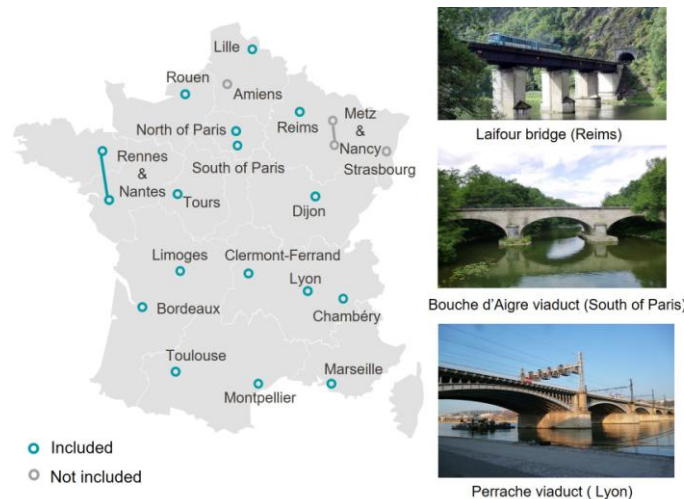 Lille
Rouen
Amiens
North of Paris
Reims
Metz
&
Nancy
Rennes
&
Nantes
South of Paris
Strasbourg
Tours
Dijon
Limoges
Clermont-Ferrand
Lyon
Bordeaux
Chambéry
Toulouse
Marseille
Montpellier
Included
Not included
Laifour bridge (Reims)
Bouche d'Aigre viaduct (South of Paris)
Perrache viaduct ( Lyon)